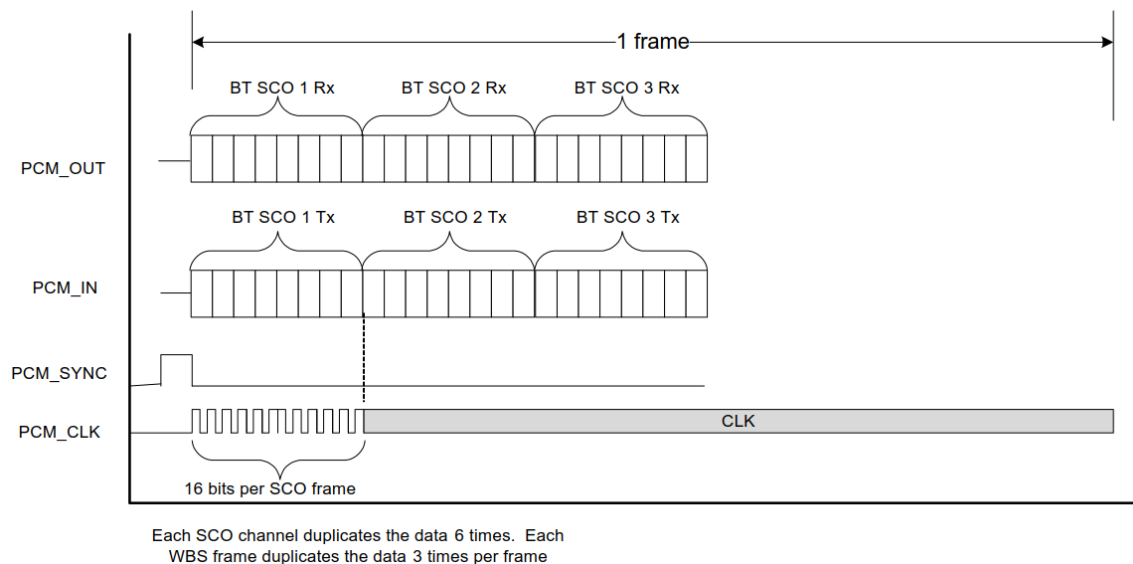 1 frame
BT SCO 1 Rx
BT SCO 2 Rx
BT SCO 3 Rx
PCM_OUT
BT SCO 1 Tx
BT SCO 2 Tx
BT SCO 3 Tx
PCM_IN
PCM_SYNC
PCM_CLK
CLK
16 bits per SCO frame
Each SCO channel duplicates the data 6 times. Each
WBS frame duplicates the data 3 times per frame